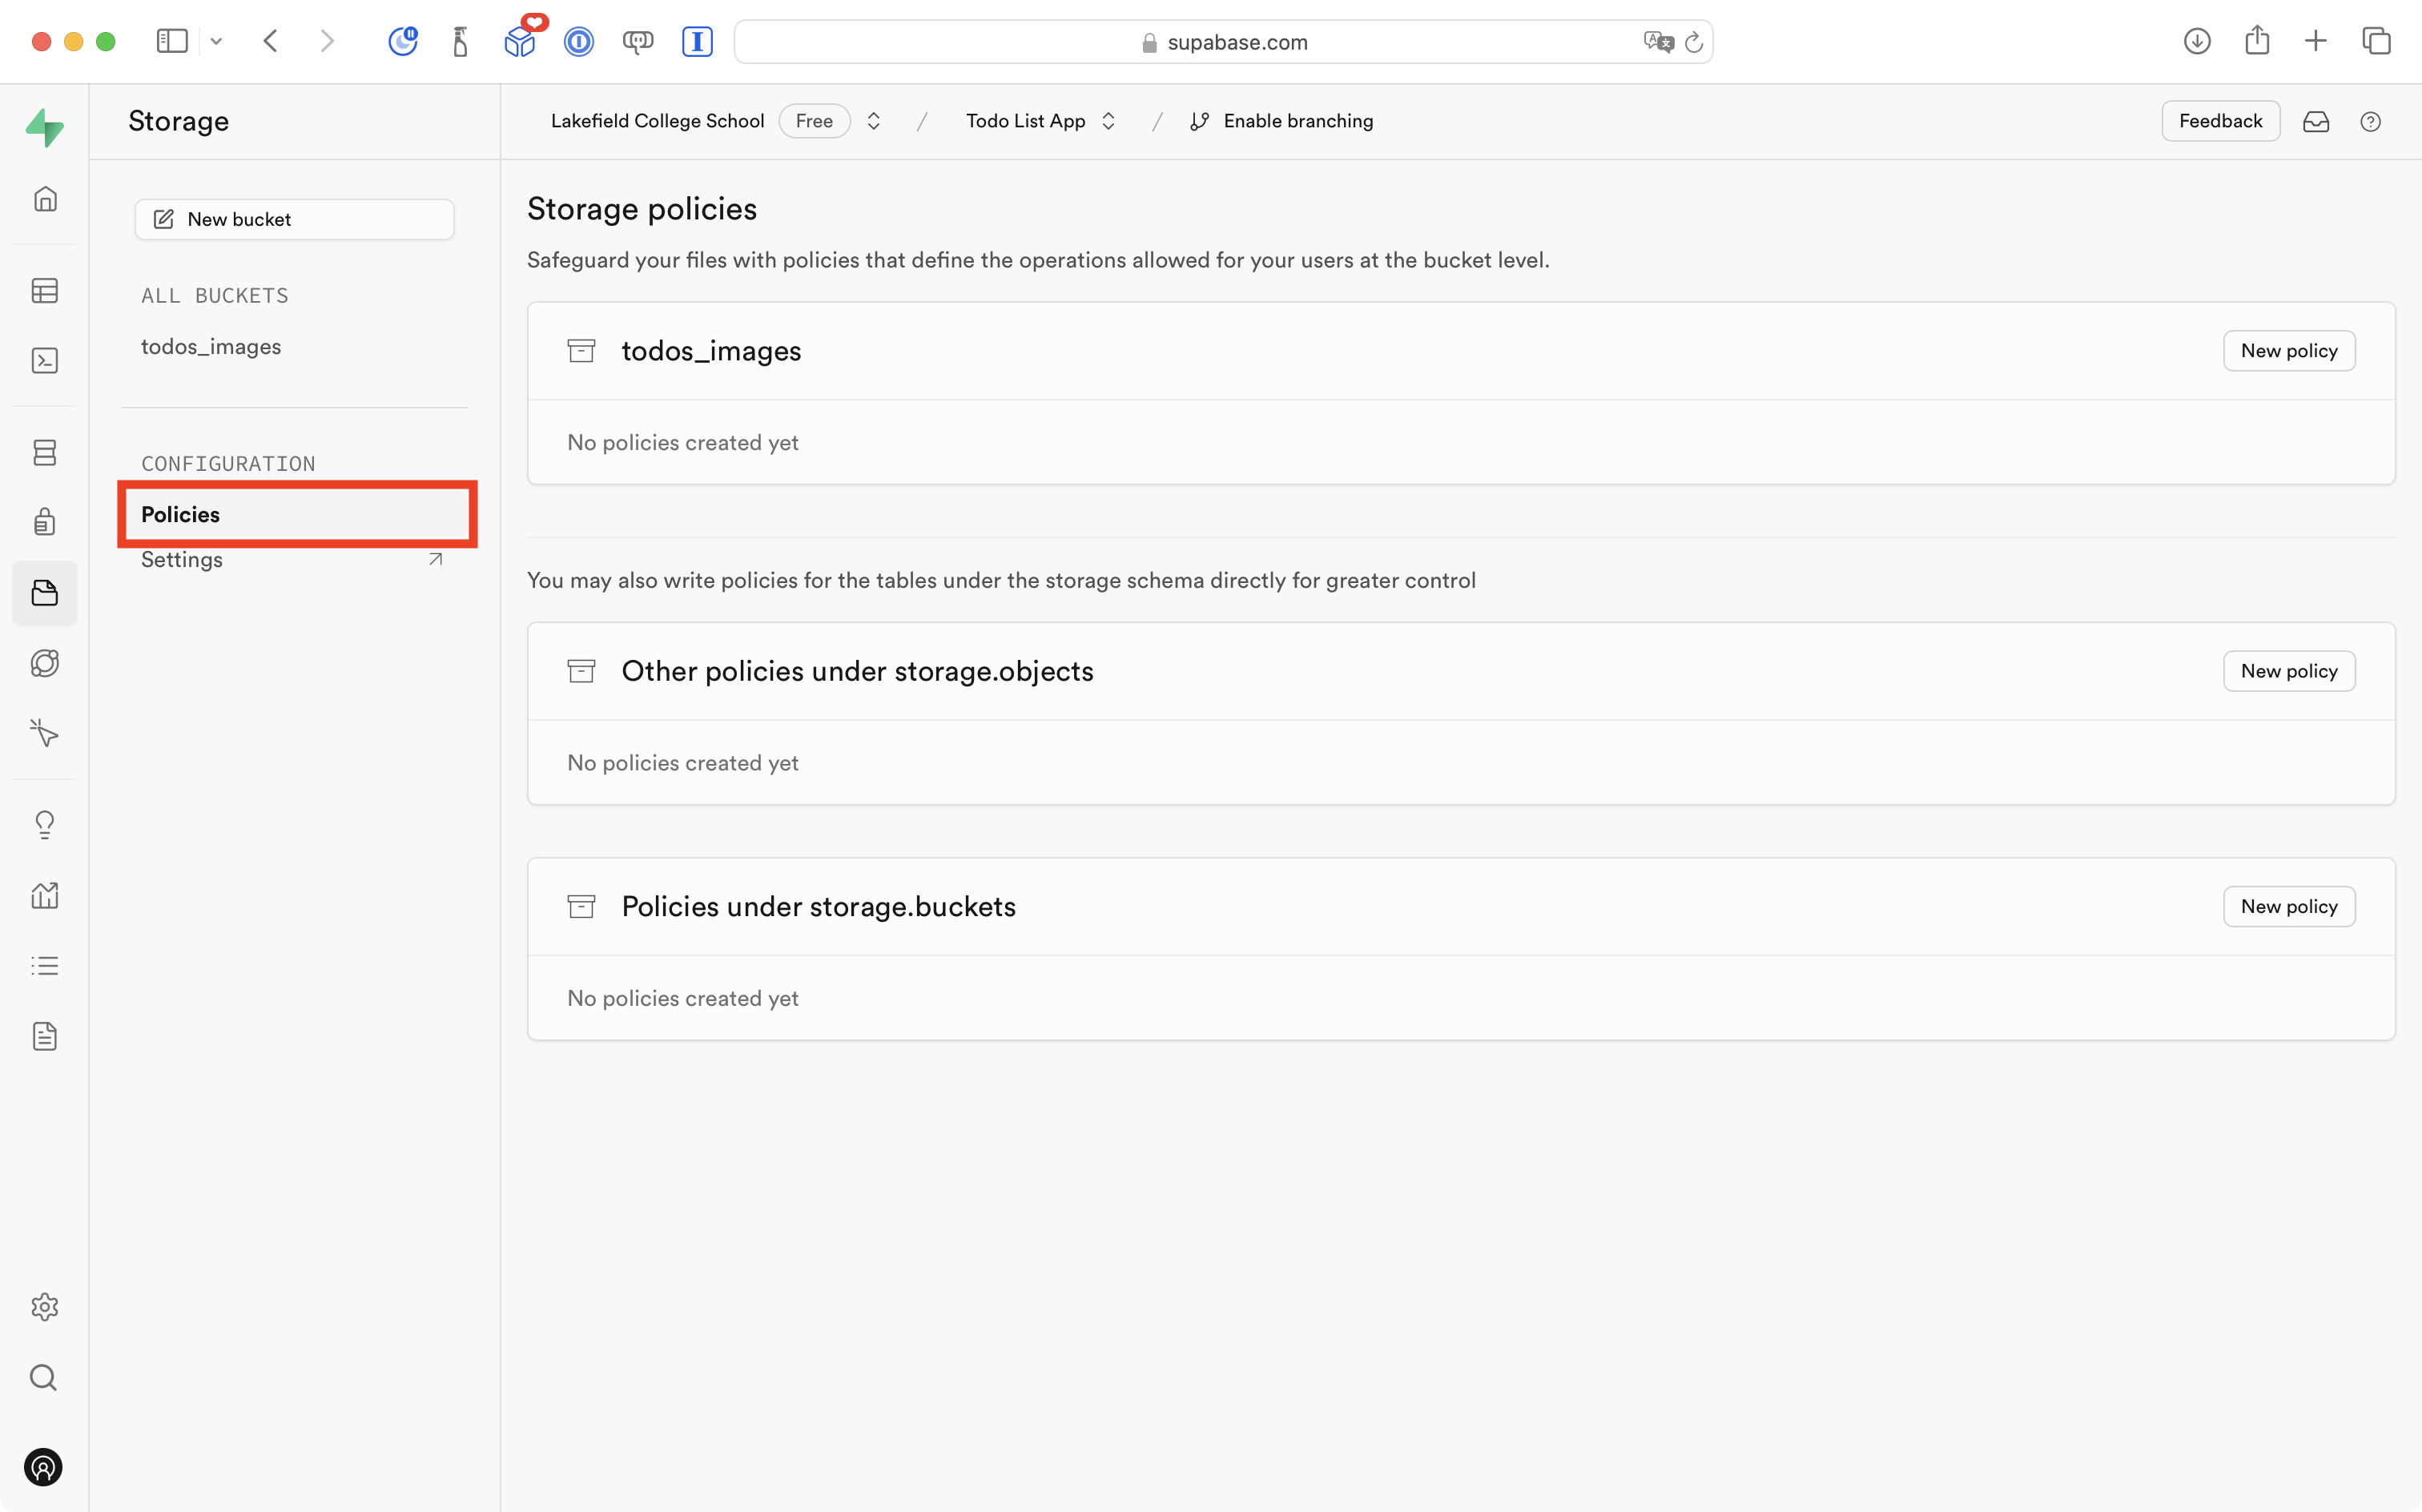 supabase.com
Storage
Lakefield College School Free / Todo List App / Enable branching
Feedback
New bucket
ALL BUCKETS
todos_images
CONFIGURATION
Policies
Settings
Storage policies
Safeguard your files with policies that define the operations allowed for your users at the bucket level.
todos_images
New policy
No policies created yet
You may also write policies for the tables under the storage schema directly for greater control
Other policies under storage.objects
New policy
No policies created yet
Policies under storage.buckets
New policy
No policies created yet